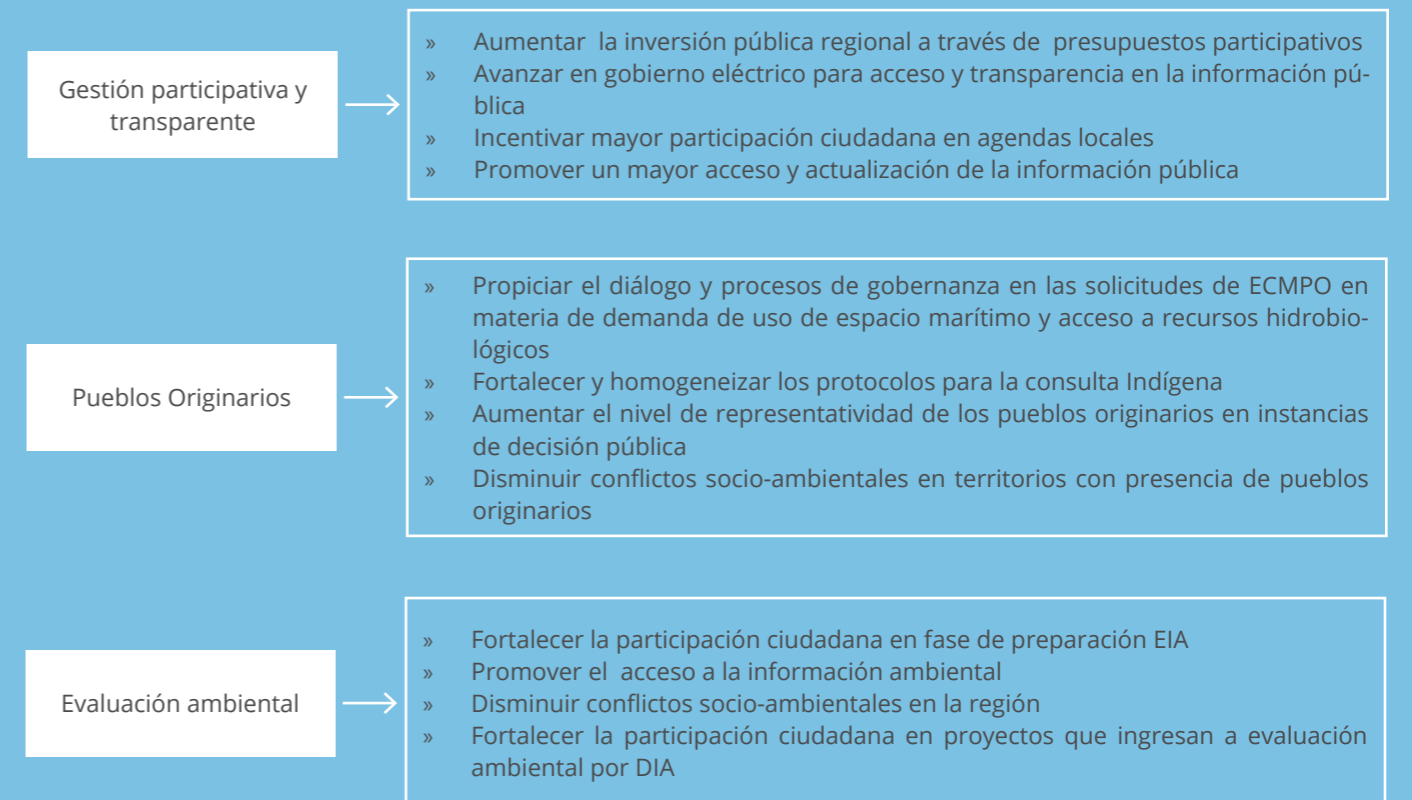 Gestión participativa y
transparente
» Aumentar la inversión pública regional a través de presupuestos participativos
» Avanzar en gobierno eléctrico para acceso y transparencia en la información pú-
blica
» Incentivar mayor participación ciudadana en agendas locales
» Promover un mayor acceso y actualización de la información pública
Pueblos Originarios
» Propiciar el diálogo y procesos de gobernanza en las solicitudes de ECMPO en
materia de demanda de uso de espacio marítimo y acceso a recursos hidrobio-
lógicos
» Fortalecer y homogeneizar los protocolos para la consulta Indígena
» Aumentar el nivel de representatividad de los pueblos originarios en instancias
de decisión pública
» Disminuir conflictos socio-ambientales en territorios con presencia de pueblos
originarios
Evaluación ambiental
» Fortalecer la participación ciudadana en fase de preparación EIA
» Promover el acceso a la información ambiental
» Disminuir conflictos socio-ambientales en la región
» Fortalecer la participación ciudadana en proyectos que ingresan a evaluación
ambiental por DIA